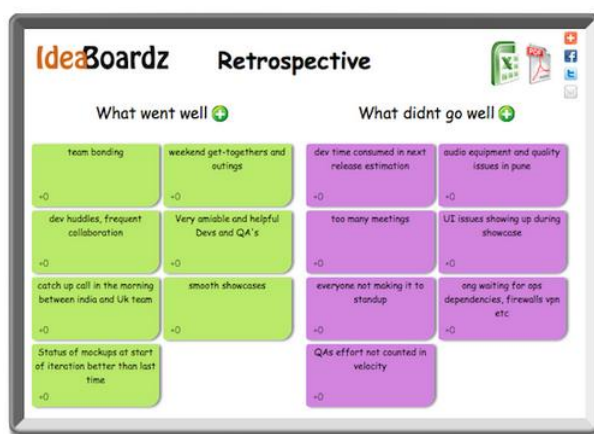 IdeaBoardz
Retrospective
PDF
What went well
What didnt go well
team bonding
+0
weekend get-togethers and
outings
+0
dev time consumed in next
release estimation
+0
audio equipment and quality
issues in pune
+0
dev huddles, frequent
collaboration
+0
Very amiable and helpful
Devs and QA's
+0
too many meetings
+0
UI issues showing up during
showcase
+0
catch up call in the morning
between india and Uk team
+0
smooth showcases
+0
everyone not making it to
standup
+0
ong waiting for ops
dependencies, firewalls vpn
etc
+0
Status of mockups at start
of iteration better than last
time
+0
QAs effort not counted in
velocity
+0